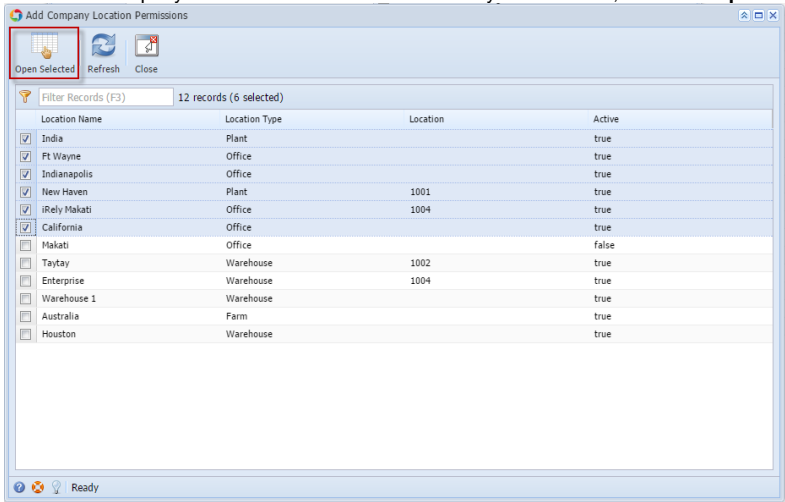 Add Company Location Permissions
Open Selected Refresh Close
Filter Records (F3) 12 records (6 selected)
Location Name Location Type Location Active
India Plant true
Ft Wayne Office true
Indianapolis Office true
New Haven Plant 1001 true
iRely Makati Office 1004 true
California Office true
Makati Office false
Taytay Warehouse 1002 true
Enterprise Warehouse 1004 true
Warehouse 1 Warehouse true
Australia Farm true
Houston Warehouse true
Ready